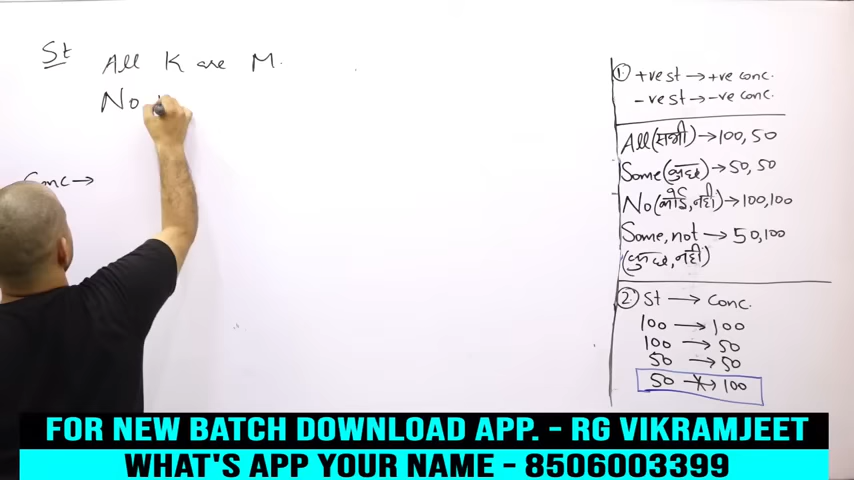 St All K are M.
No
Conc →
① +ve st → +ve conc.
-ve st → -ve conc.
All (सभी) → 100, 50
Some (कुछ) → 50, 50
No (कोई, नहीं) → 100, 100
Some, not → 50, 100
(कुछ, नहीं)
② St → Conc.
100 → 100
100 → 50
50 → 50
50 -X-> 100
FOR NEW BATCH DOWNLOAD APP. - RG VIKRAMJEET
WHAT'S APP YOUR NAME - 8506003399